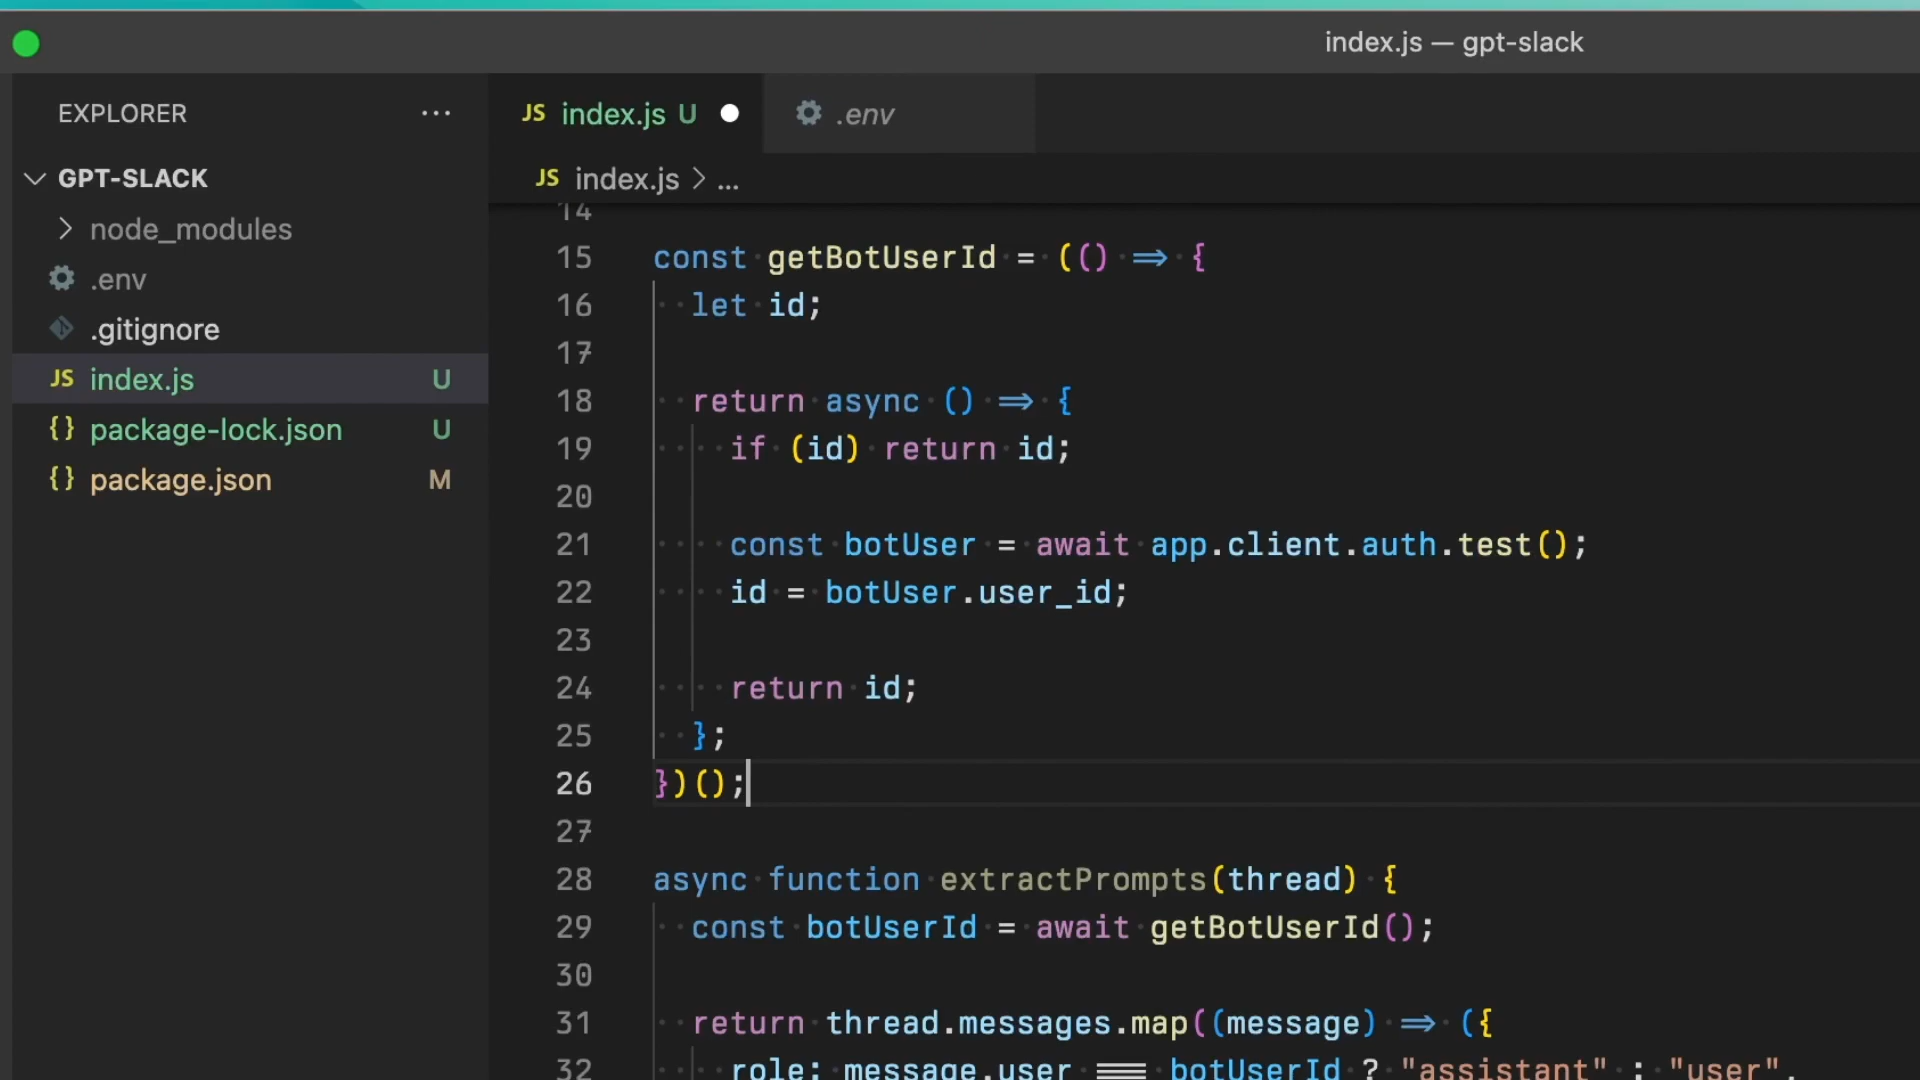 index.js — gpt-slack
EXPLORER ...
JS index.js U
.env
GPT-SLACK
JS index.js > ...
node_modules
.env
.gitignore
JS index.js U
{} package-lock.json U
{} package.json M
14
15 const getBotUserId = (() => {
16 let id;
17
18 return async () => {
19 if (id) return id;
20
21 const botUser = await app.client.auth.test();
22 id = botUser.user_id;
23
24 return id;
25 };
26 })();
27
28 async function extractPrompts(thread) {
29 const botUserId = await getBotUserId();
30
31 return thread.messages.map((message) => ({
32 role: message.user === botUserId ? "assistant" : "user",